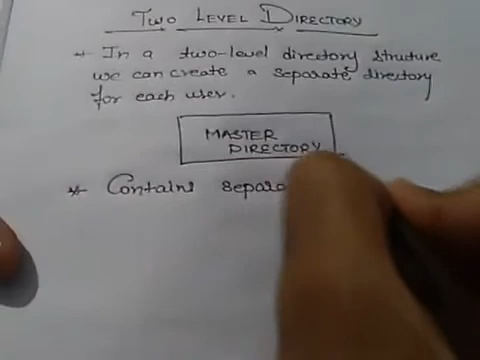 TWO LEVEL DIRECTORY
* In a two-level directory structure
we can create a separate directory
for each user.
MASTER
DIRECTORY
* Contains separa